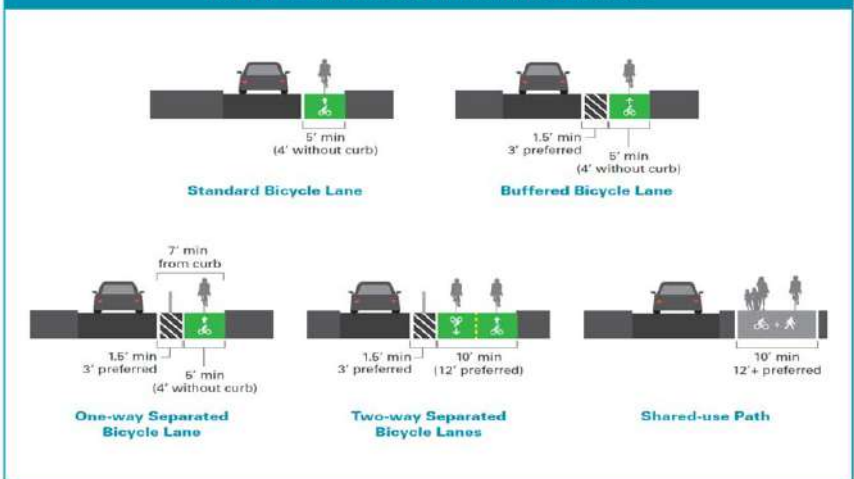 5' min
(4' without curb)
Standard Bicycle Lane
1.5' min
3' preferred
5' min
(4' without curb)
Buffered Bicycle Lane
7' min
from curb
1.5' min
3' preferred
5' min
(4' without curb)
One-way Separated
Bicycle Lane
1.5' min
3' preferred
10' min
(12' preferred)
Two-way Separated
Bicycle Lanes
+
10' min
12'+ preferred
Shared-use Path